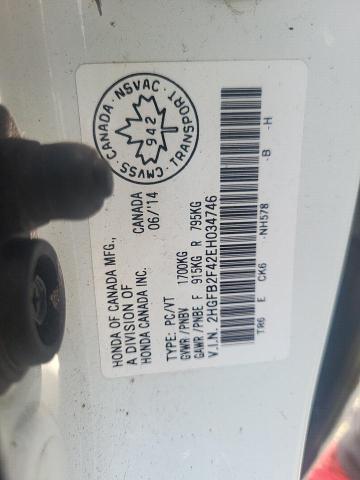 HONDA OF CANADA MFG.,
A DIVISION OF
HONDA CANADA INC.
CANADA
06/'14
CMVSS · CANADA · NSVAC · TRANSPORT
942
TYPE: PC/VT
GVWR/PNBV 1700KG
GAWR/PNBE F 915KG R 795KG
V.I.N. 2HGFB2F42EH034746
TR6 E CK6 NH578 -B -H